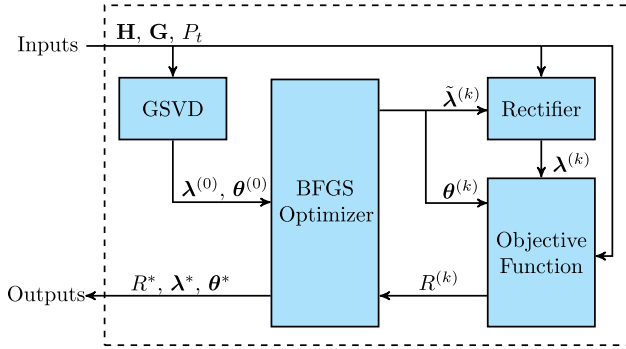 Inputs
H, G, P_t
GSVD
λ^(0), θ^(0)
BFGS
Optimizer
λ̃^(k)
Rectifier
λ^(k)
θ^(k)
Objective
Function
R^(k)
R*, λ*, θ*
Outputs